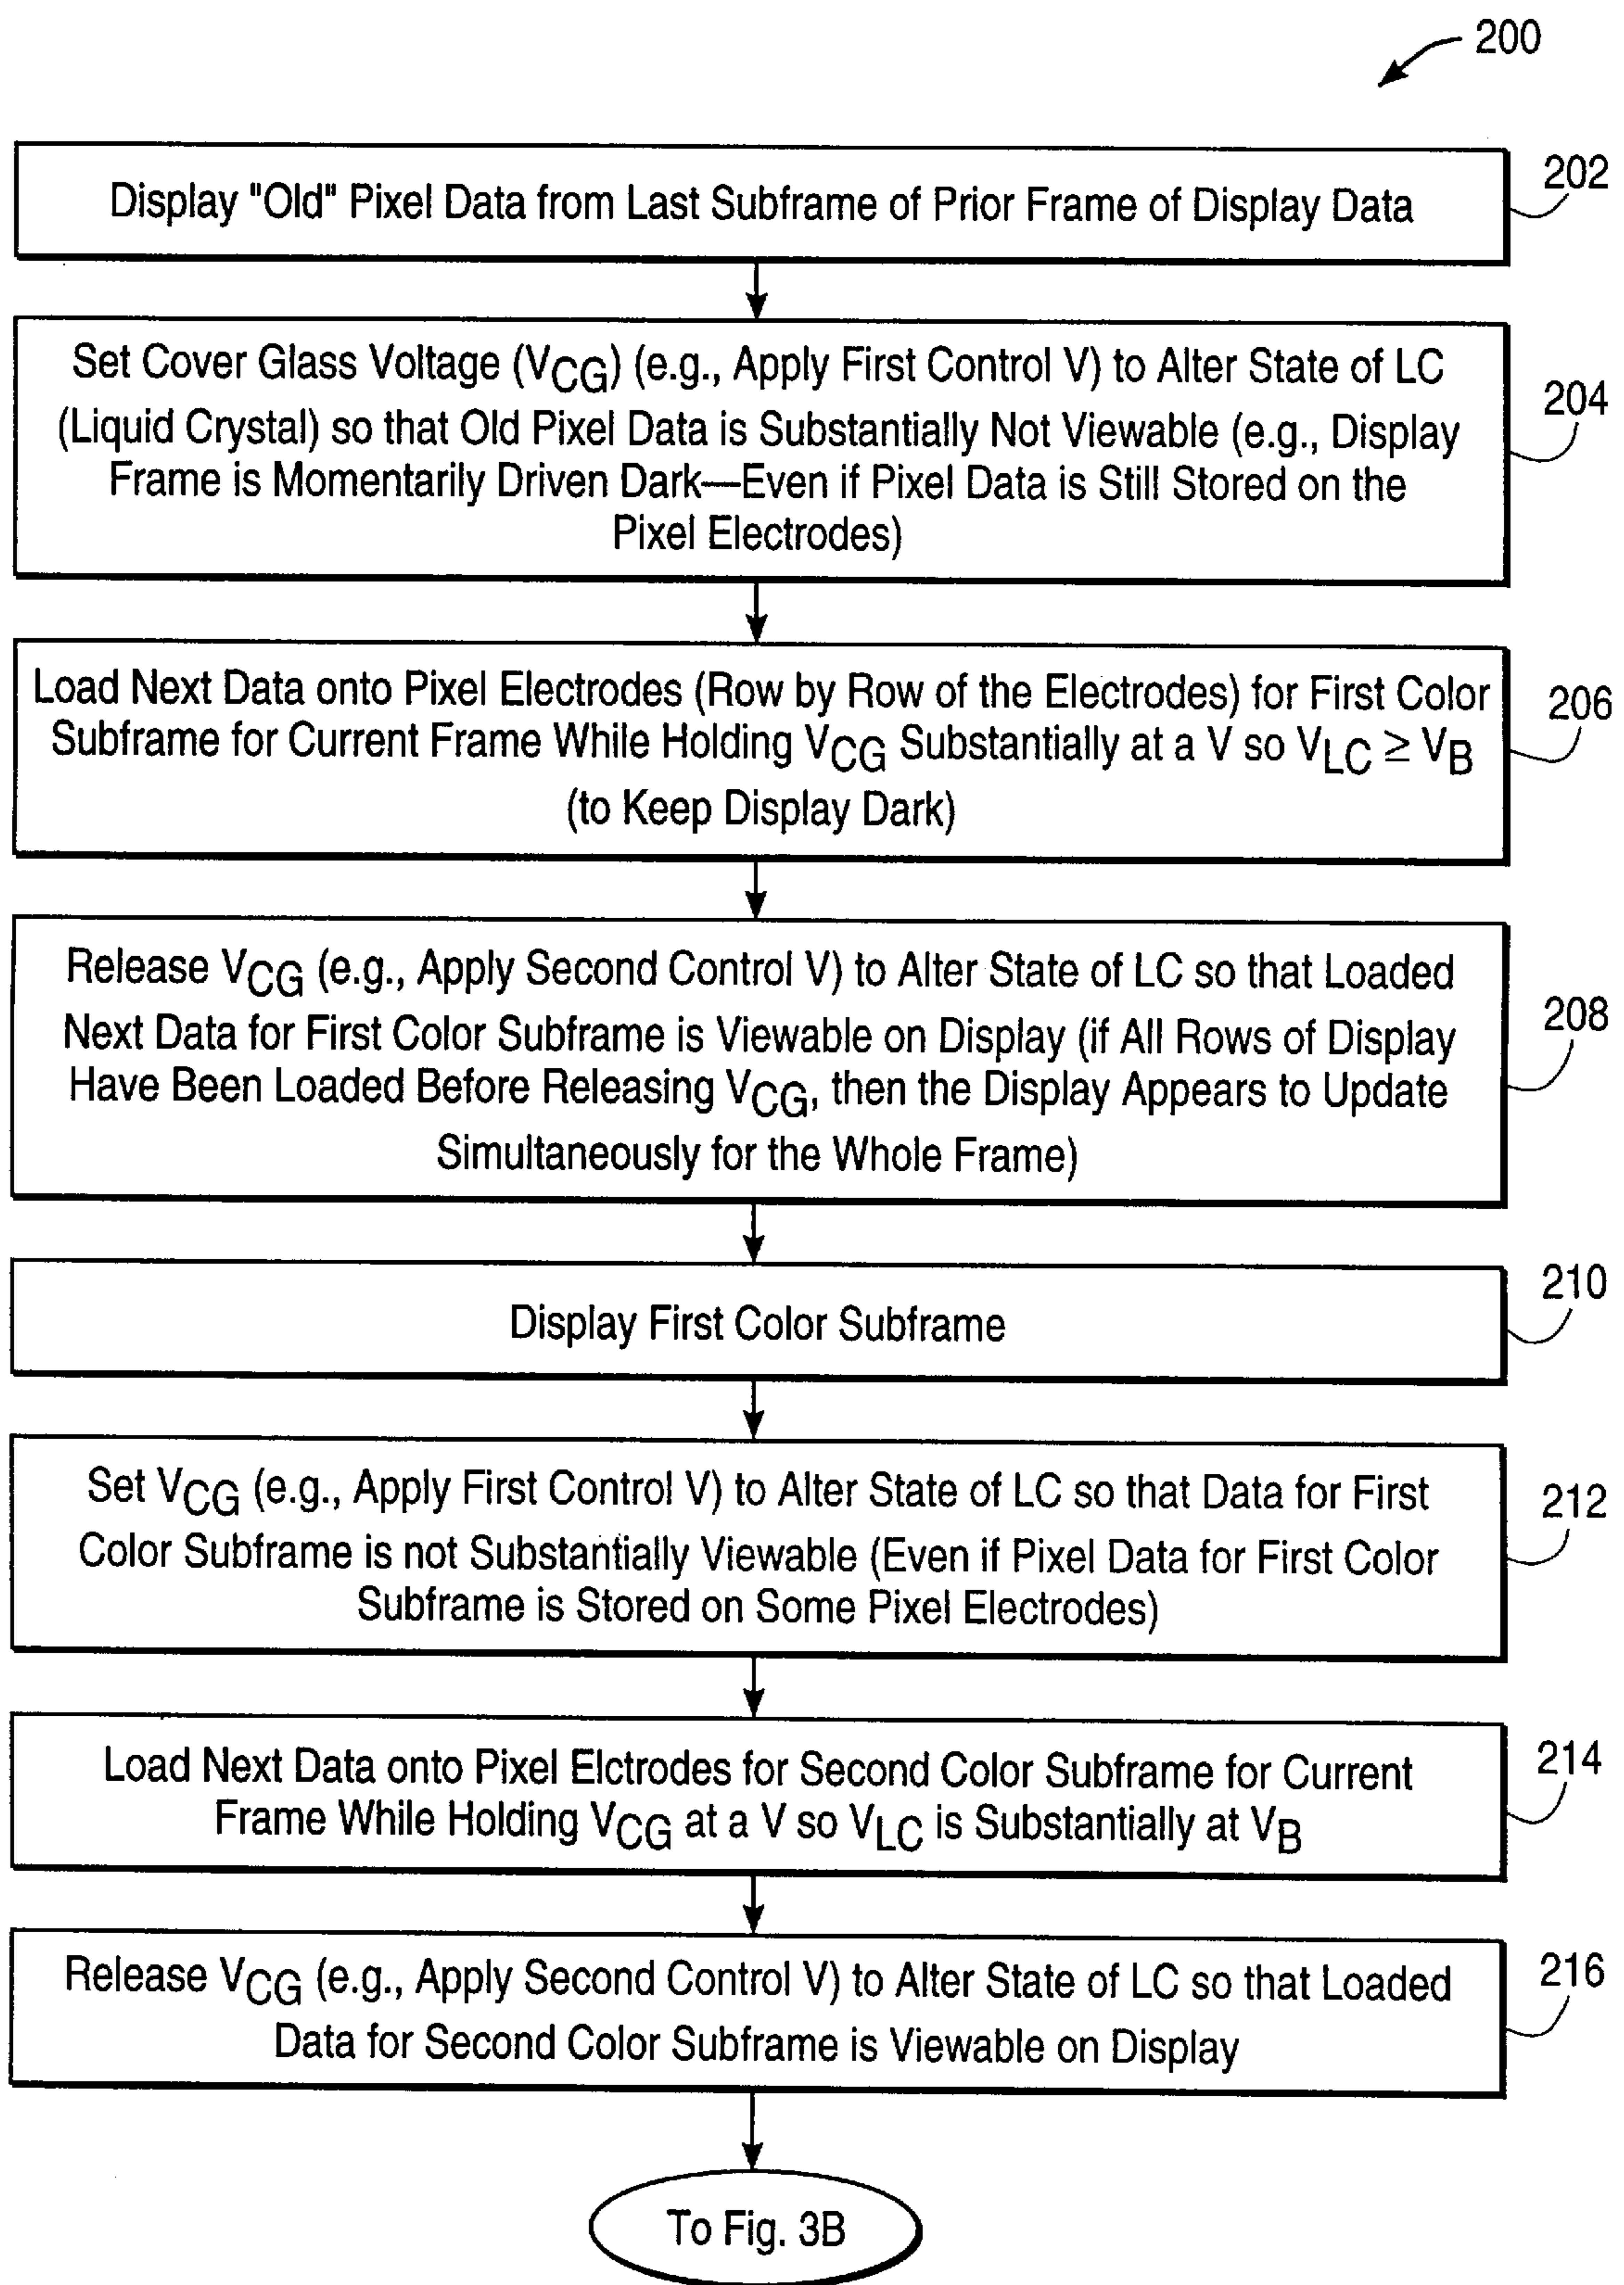 200
Display "Old" Pixel Data from Last Subframe of Prior Frame of Display Data
202
Set Cover Glass Voltage (VCG) (e.g., Apply First Control V) to Alter State of LC
(Liquid Crystal) so that Old Pixel Data is Substantially Not Viewable (e.g., Display
Frame is Momentarily Driven Dark—Even if Pixel Data is Still Stored on the
Pixel Electrodes)
204
Load Next Data onto Pixel Electrodes (Row by Row of the Electrodes) for First Color
Subframe for Current Frame While Holding VCG Substantially at a V so VLC ≥ VB
(to Keep Display Dark)
206
Release VCG (e.g., Apply Second Control V) to Alter State of LC so that Loaded
Next Data for First Color Subframe is Viewable on Display (if All Rows of Display
Have Been Loaded Before Releasing VCG, then the Display Appears to Update
Simultaneously for the Whole Frame)
208
Display First Color Subframe
210
Set VCG (e.g., Apply First Control V) to Alter State of LC so that Data for First
Color Subframe is not Substantially Viewable (Even if Pixel Data for First Color
Subframe is Stored on Some Pixel Electrodes)
212
Load Next Data onto Pixel Elctrodes for Second Color Subframe for Current
Frame While Holding VCG at a V so VLC is Substantially at VB
214
Release VCG (e.g., Apply Second Control V) to Alter State of LC so that Loaded
Data for Second Color Subframe is Viewable on Display
216
To Fig. 3B